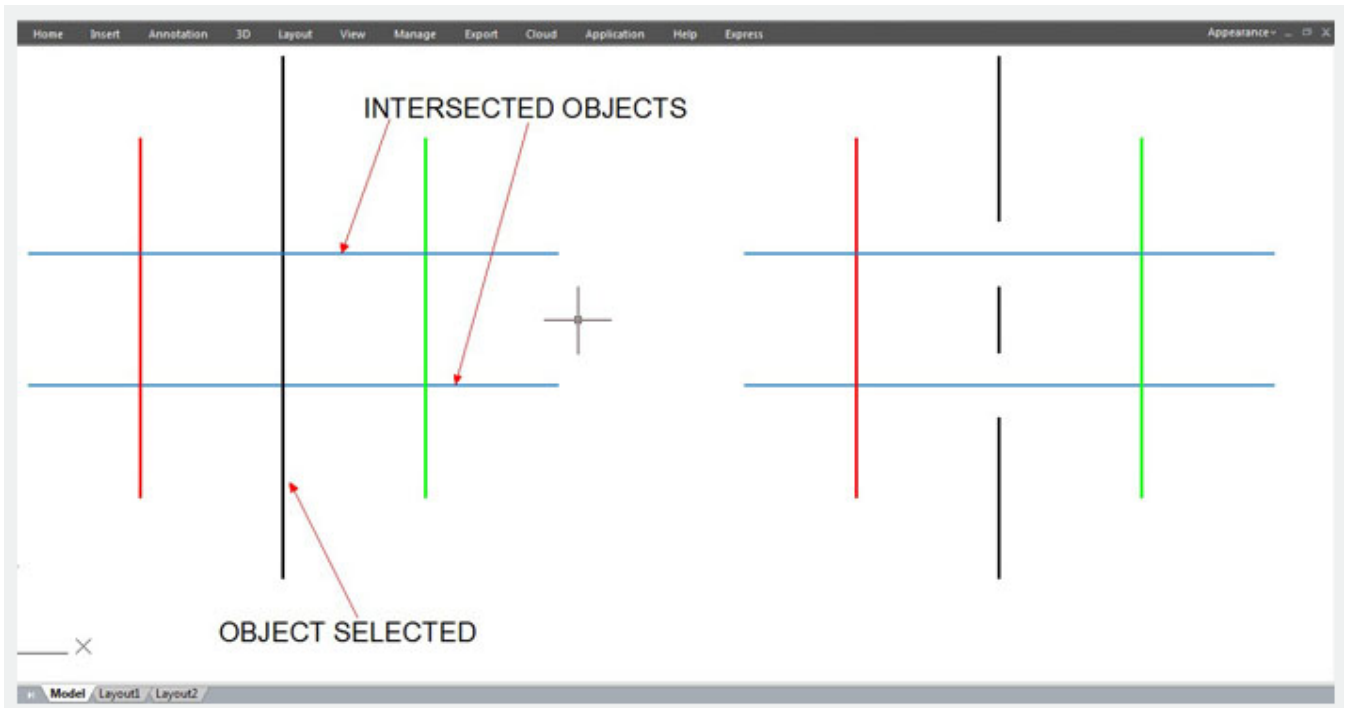 Home Insert Annotation 3D Layout View Manage Export Cloud Application Help Express Appearance
INTERSECTED OBJECTS
OBJECT SELECTED
Model Layout1 Layout2